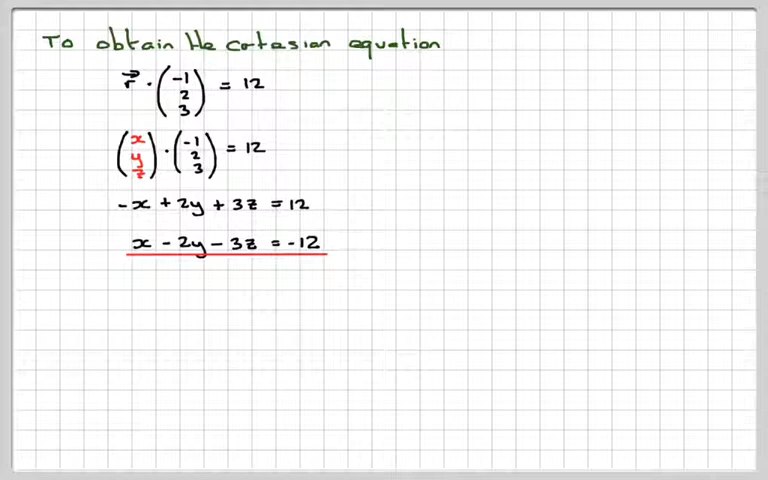 To obtain the cartesian equation
r⃗ · (-1 2 3) = 12
(x y z) · (-1 2 3) = 12
-x + 2y + 3z = 12
x - 2y - 3z = -12